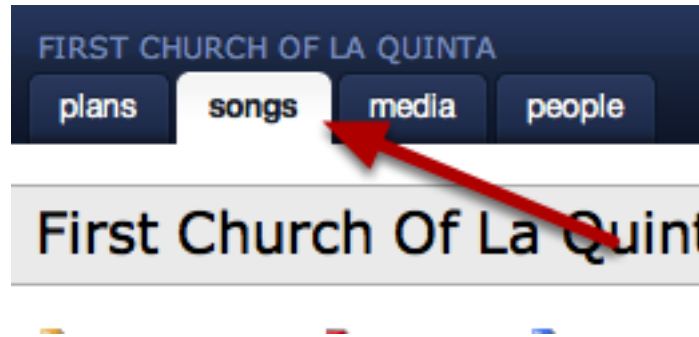 FIRST CHURCH OF LA QUINTA
plans songs media people
First Church Of La Quint